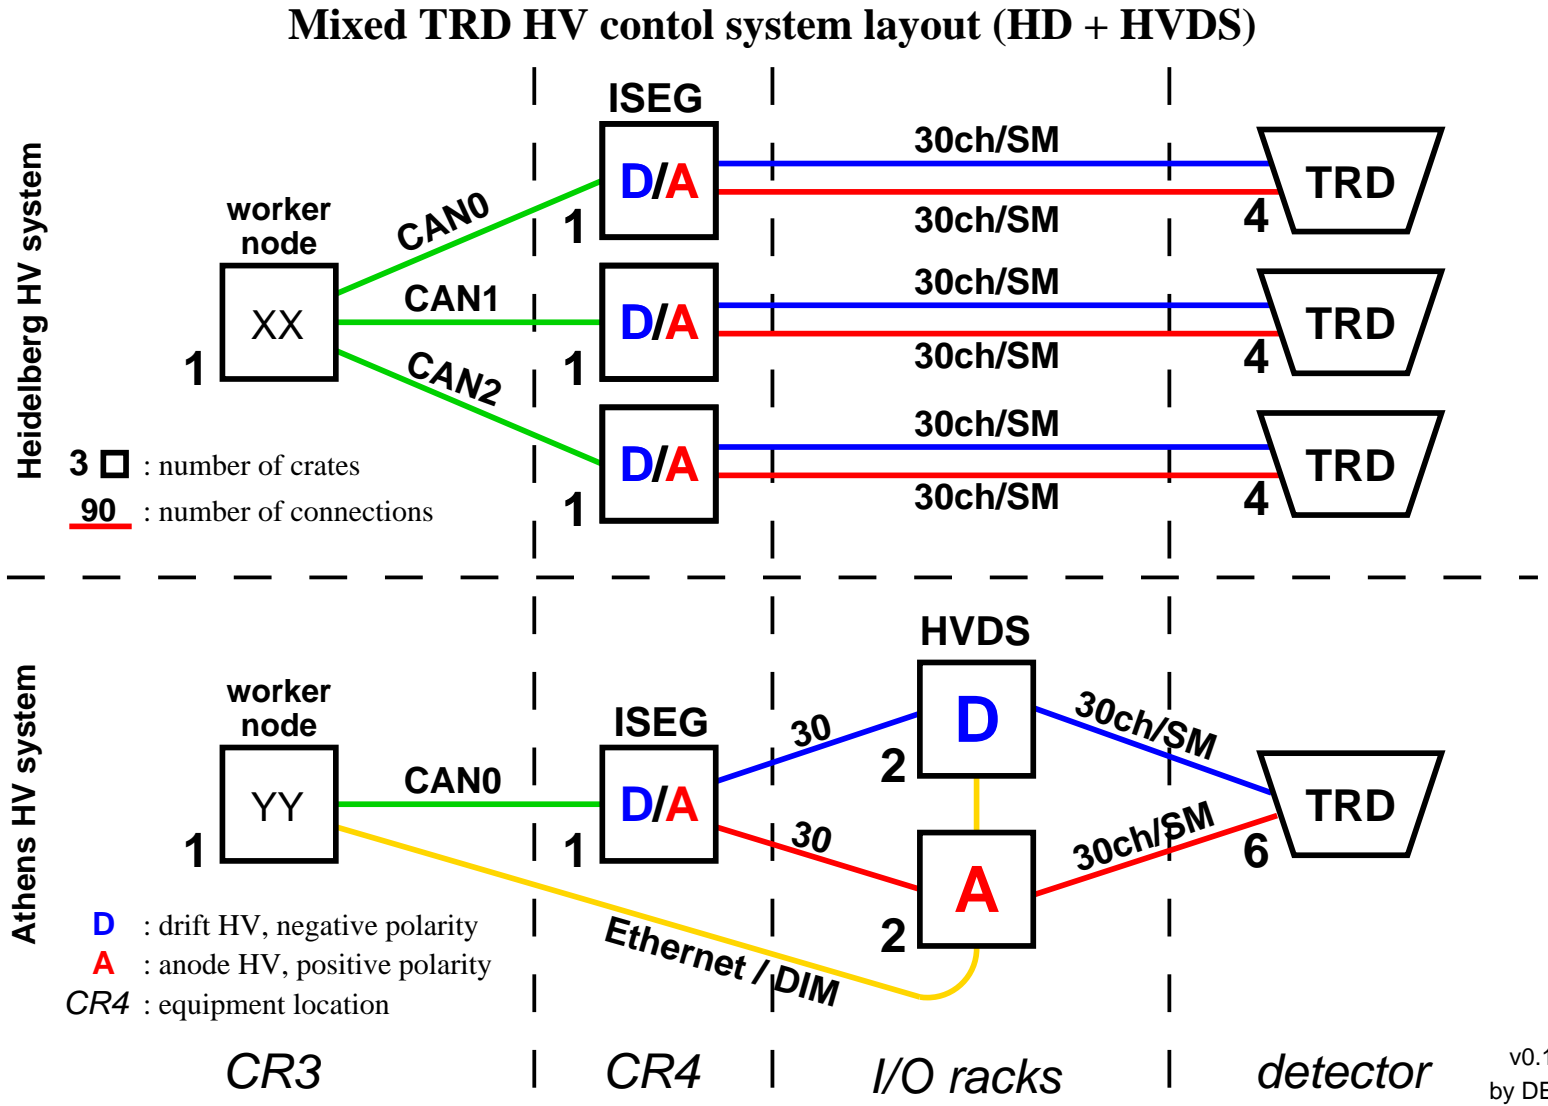 Mixed TRD HV contol system layout (HD + HVDS)
Heidelberg HV system
worker
node
XX
1
CAN0
CAN1
CAN2
ISEG
D/A
1
D/A
1
D/A
1
30ch/SM
30ch/SM
30ch/SM
30ch/SM
30ch/SM
30ch/SM
TRD
4
TRD
4
TRD
4
3 : number of crates
90 : number of connections
Athens HV system
worker
node
YY
1
CAN0
Ethernet / DIM
ISEG
D/A
1
30
30
HVDS
D
2
A
2
30ch/SM
30ch/SM
TRD
6
D : drift HV, negative polarity
A : anode HV, positive polarity
CR4 : equipment location
CR3
CR4
I/O racks
detector
v0.1
by DE